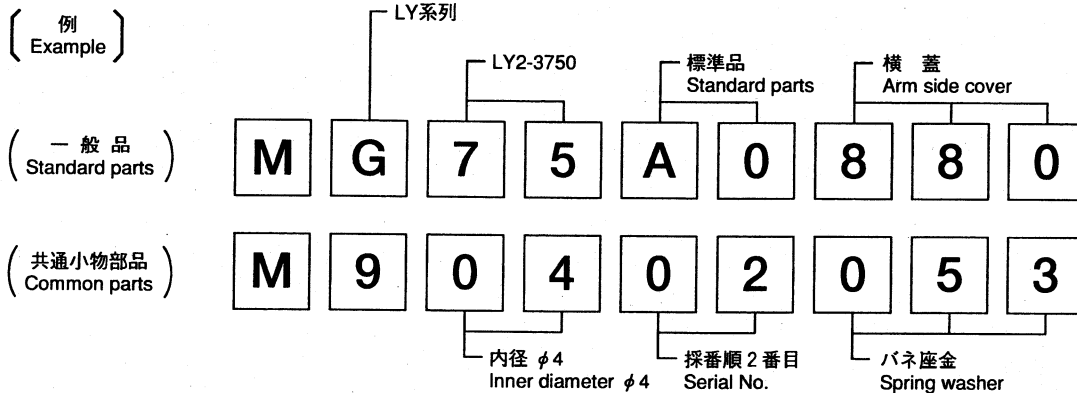 例
Example
LY系列
LY2-3750
標準品
Standard parts
横 蓋
Arm side cover
一 般 品
Standard parts
M G 7 5 A 0 8 8 0
共通小物部品
Common parts
M 9 0 4 0 2 0 5 3
内径 φ4
Inner diameter φ4
採番順2番目
Serial No.
バネ座金
Spring washer